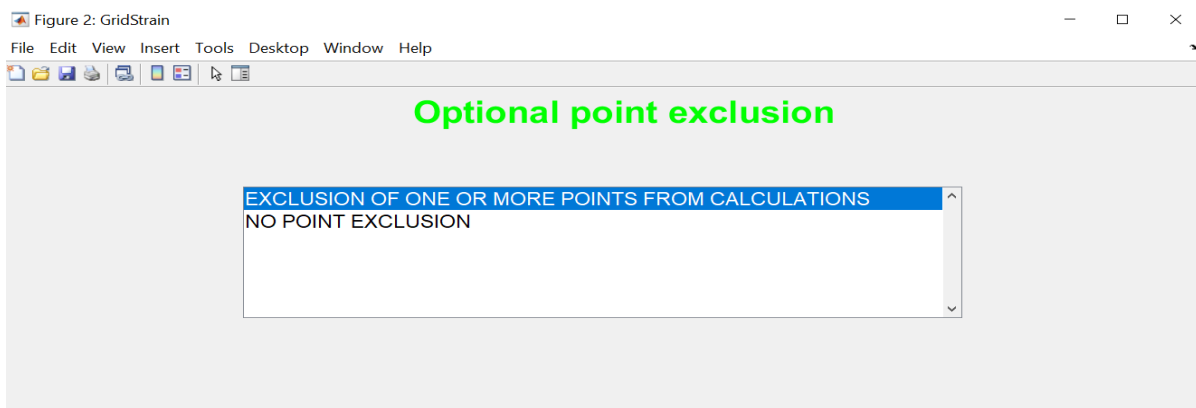 Figure 2: GridStrain
File Edit View Insert Tools Desktop Window Help
Optional point exclusion
EXCLUSION OF ONE OR MORE POINTS FROM CALCULATIONS
NO POINT EXCLUSION